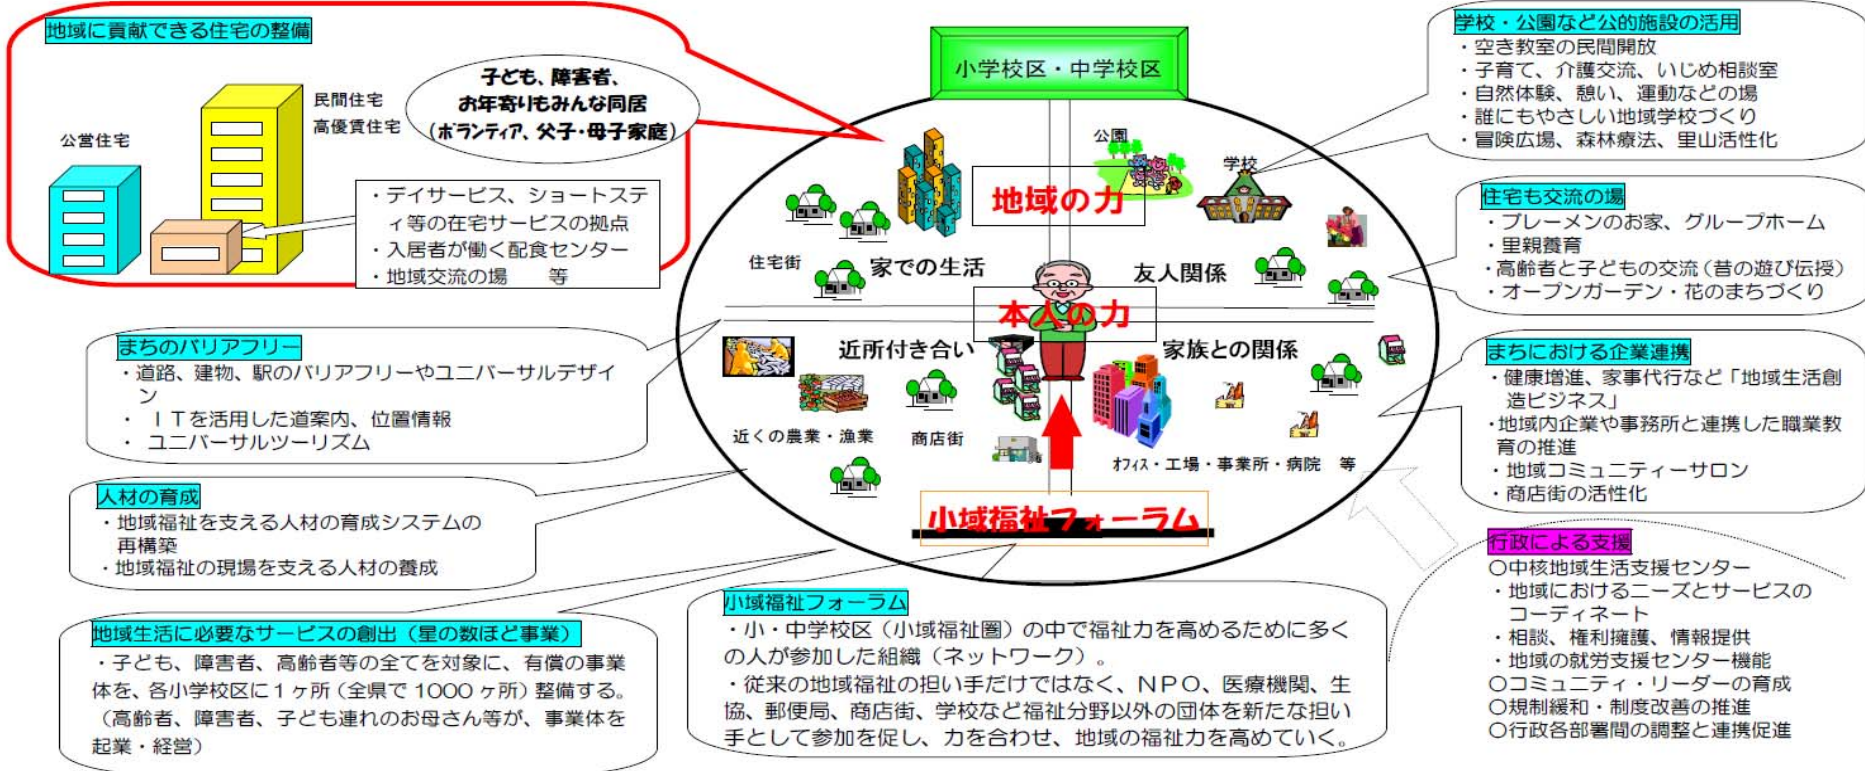 地域に貢献できる住宅の整備
子ども、障害者、
お年寄りもみんな同居
(ボランティア、父子・母子家庭)
民間住宅
高優賃住宅
公営住宅
・デイサービス、ショートステ
イ等の在宅サービスの拠点
・入居者が働く配食センター
・地域交流の場　等
まちのバリアフリー
・道路、建物、駅のバリアフリーやユニバーサルデザイ
ン
・ＩＴを活用した道案内、位置情報
・ユニバーサルツーリズム
人材の育成
・地域福祉を支える人材の育成システムの
再構築
・地域福祉の現場を支える人材の養成
地域生活に必要なサービスの創出（星の数ほど事業）
・子ども、障害者、高齢者等の全てを対象に、有償の事業
体を、各小学校区に１ヶ所（全県で1000ヶ所）整備する。
（高齢者、障害者、子ども連れのお母さん等が、事業体を
起業・経営）
小学校区・中学校区
公園
学校
地域の力
住宅街
家での生活
友人関係
本人の力
近所付き合い
家族との関係
近くの農業・漁業
商店街
オフィス・工場・事業所・病院　等
小域福祉フォーラム
小域福祉フォーラム
・小・中学校区（小域福祉圏）の中で福祉力を高めるために多く
の人が参加した組織（ネットワーク）。
・従来の地域福祉の担い手だけではなく、ＮＰＯ、医療機関、生
協、郵便局、商店街、学校など福祉分野以外の団体を新たな担い
手として参加を促し、力を合わせ、地域の福祉力を高めていく。
学校・公園など公的施設の活用
・空き教室の民間開放
・子育て、介護交流、いじめ相談室
・自然体験、憩い、運動などの場
・誰にもやさしい地域学校づくり
・冒険広場、森林療法、里山活性化
住宅も交流の場
・ブレーメンのお家、グループホーム
・里親養育
・高齢者と子どもの交流（昔の遊び伝授）
・オープンガーデン・花のまちづくり
まちにおける企業連携
・健康増進、家事代行など「地域生活創
造ビジネス」
・地域内企業や事務所と連携した職業教
育の推進
・地域コミュニティーサロン
・商店街の活性化
行政による支援
○中核地域生活支援センター
・地域におけるニーズとサービスの
コーディネート
・相談、権利擁護、情報提供
・地域の就労支援センター機能
○コミュニティ・リーダーの育成
○規制緩和・制度改善の推進
○行政各部署間の調整と連携促進